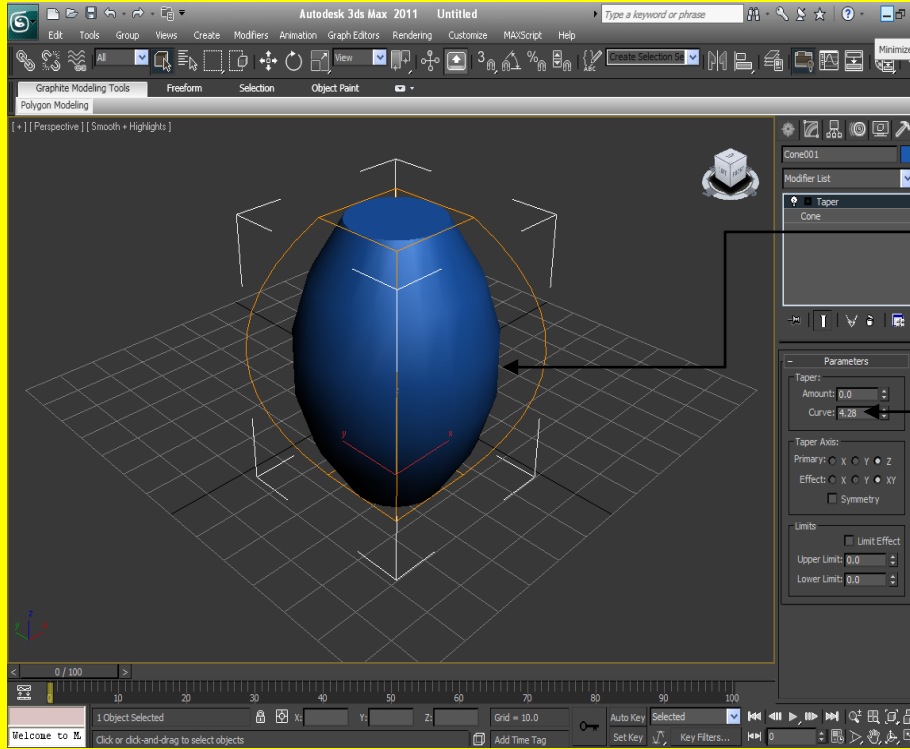 Autodesk 3ds Max 2011 Untitled
Type a keyword or phrase
Edit Tools Group Views Create Modifiers Animation Graph Editors Rendering Customize MAXScript Help
Minimize
All
View
Create Selection Se
Graphite Modeling Tools Freeform Selection Object Paint
Polygon Modeling
[ + ] [ Perspective ] [ Smooth + Highlights ]
Cone001
Modifier List
Taper
Cone
Parameters
Taper:
Amount: 0.0
Curve: 4.28
Taper Axis:
Primary: X Y Z
Effect: X Y XY
Symmetry
Limits
Limit Effect
Upper Limit: 0.0
Lower Limit: 0.0
y x
z
0 / 100
0 10 20 30 40 50 60 70 80 90 100
1 Object Selected X: Y: Z: Grid = 10.0 Auto Key Selected
Welcome to M. Click or click-and-drag to select objects Add Time Tag Set Key Key Filters... 0